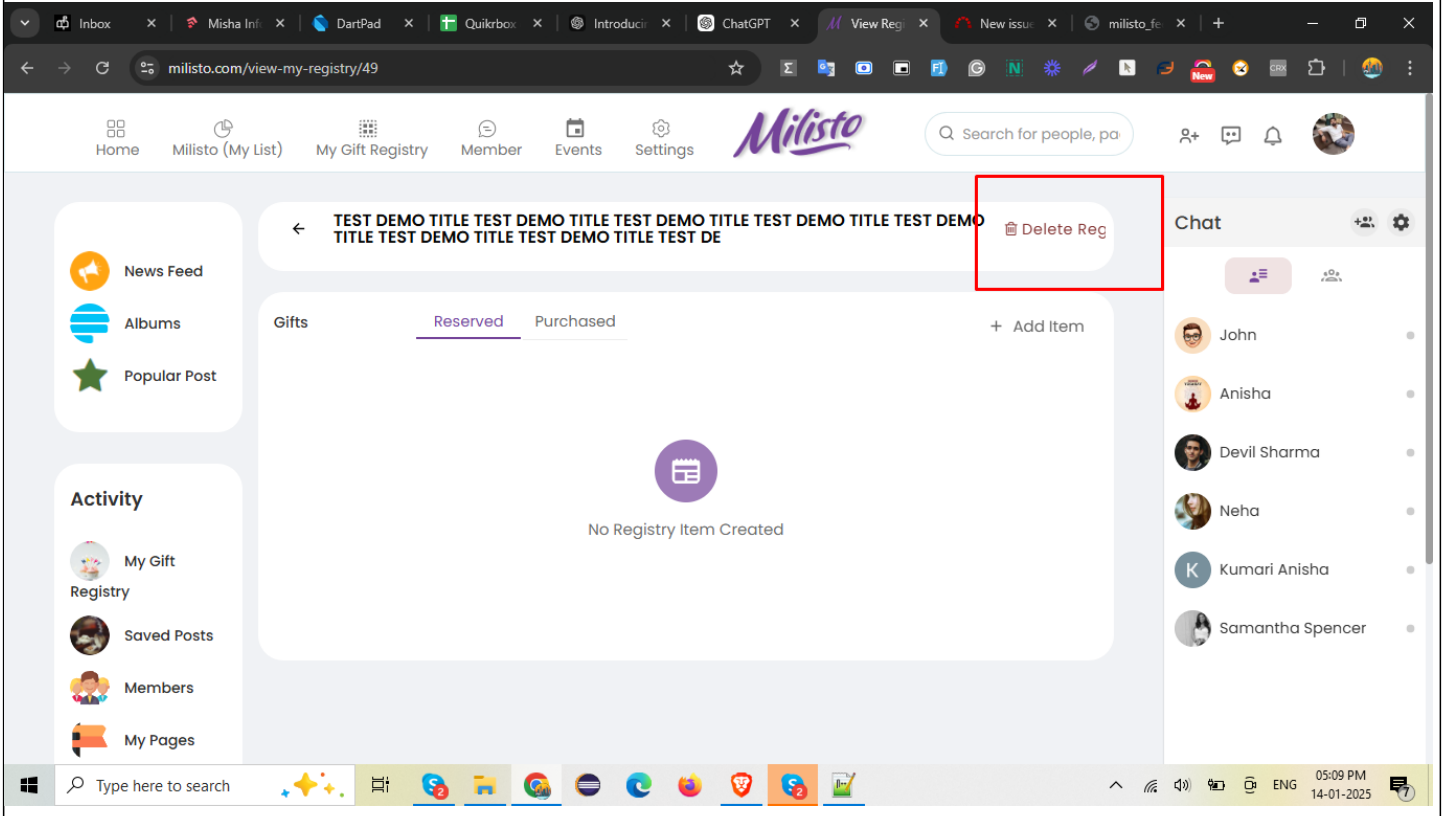 Inbox
Misha Inf
DartPad
Quikrbox
Introducir
ChatGPT
View Regi
New issue
milisto_fe
milisto.com/view-my-registry/49
New
CRX
Home
Milisto (My List)
My Gift Registry
Member
Events
Settings
Milisto
Search for people, pa
TEST DEMO TITLE TEST DEMO TITLE TEST DEMO TITLE TEST DEMO TITLE TEST DEMO
TITLE TEST DEMO TITLE TEST DEMO TITLE TEST DE
Delete Reg
Chat
News Feed
Albums
Popular Post
Gifts
Reserved
Purchased
+ Add Item
No Registry Item Created
John
Anisha
Devil Sharma
Neha
K
Kumari Anisha
Samantha Spencer
Activity
My Gift
Registry
Saved Posts
Members
My Pages
Type here to search
ENG
05:09 PM
14-01-2025
7